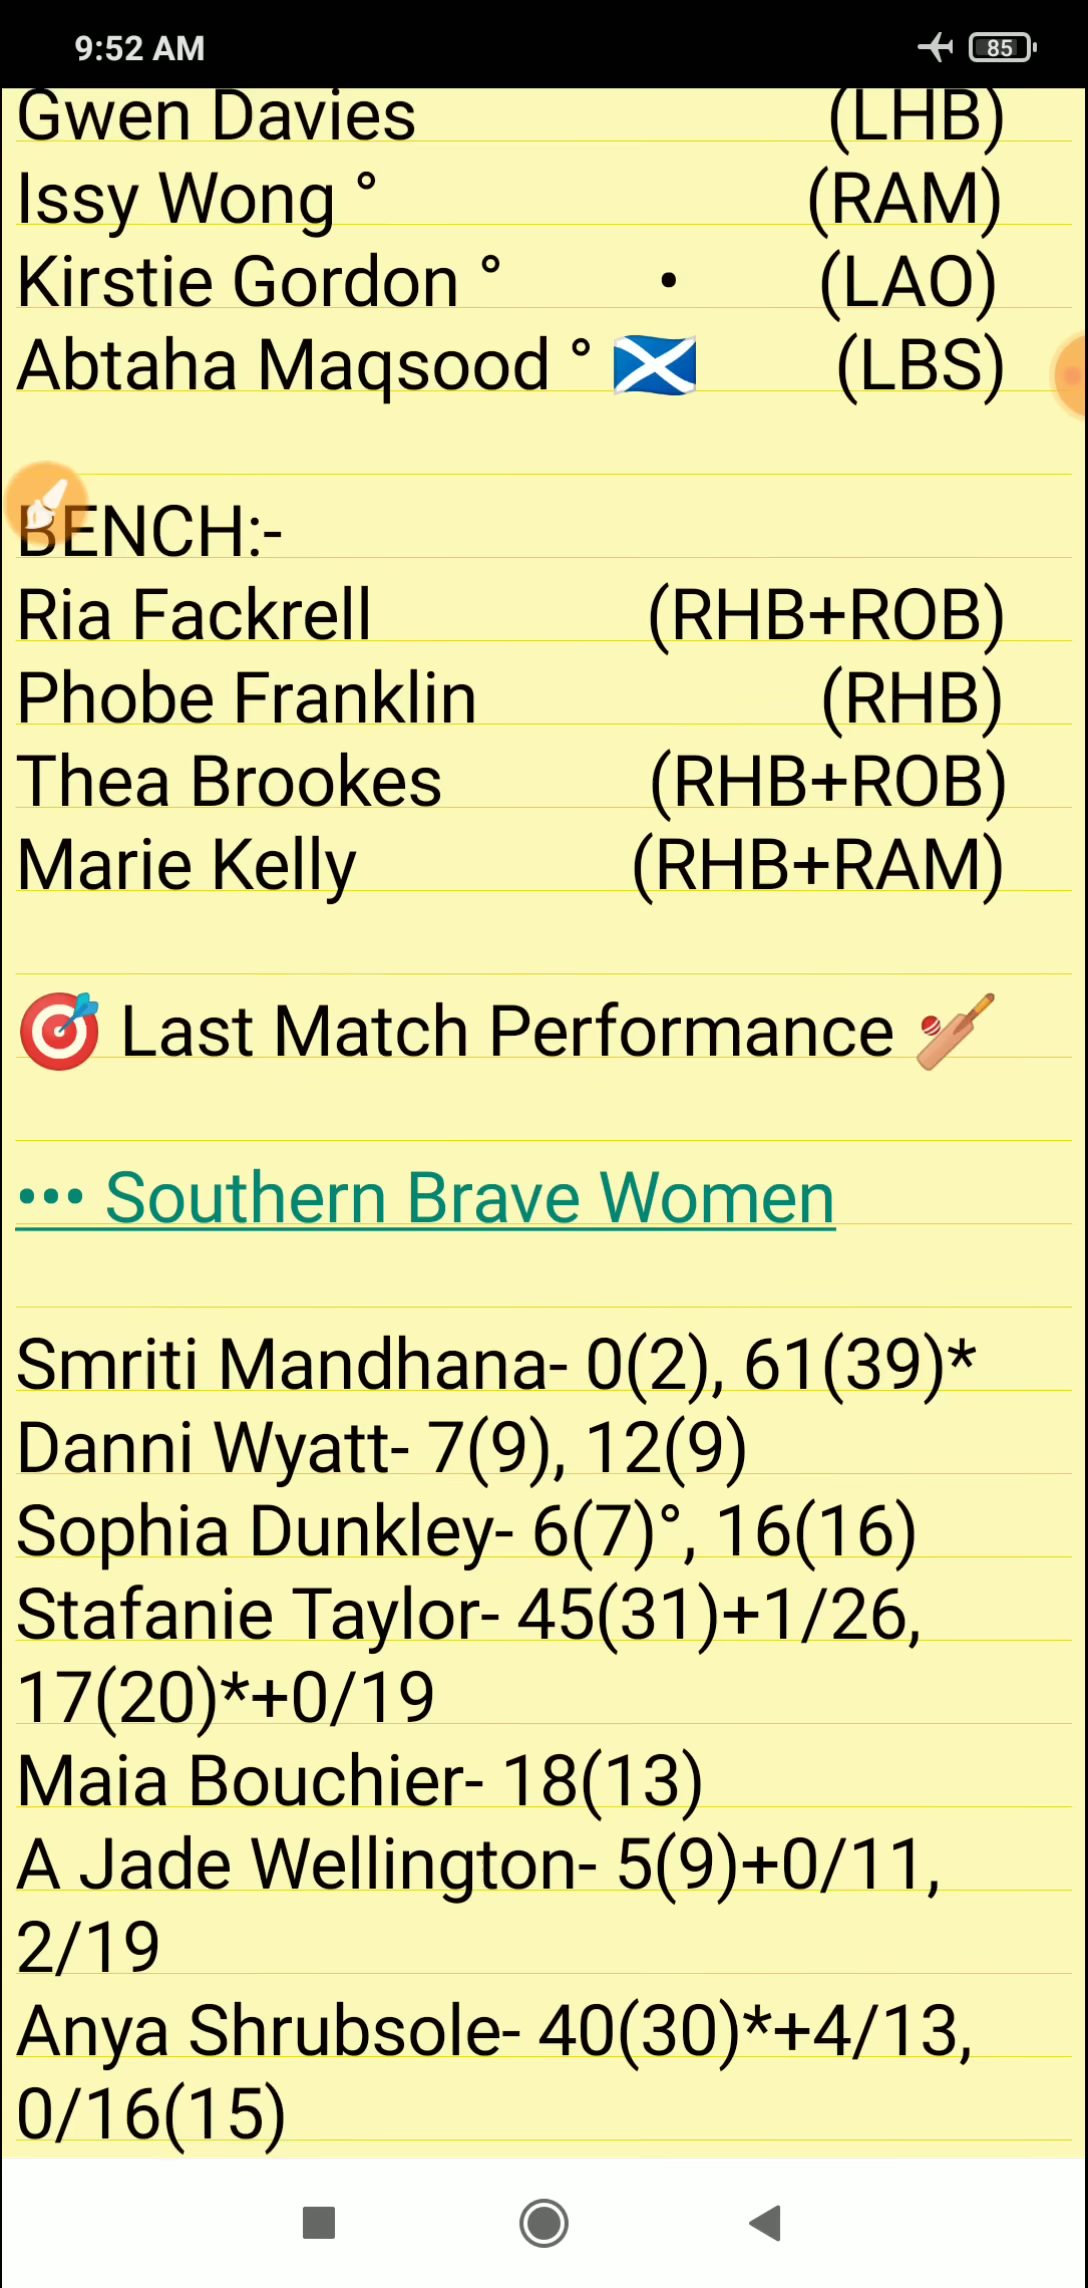 9:52 AM 85
Gwen Davies (LHB)
Issy Wong ° (RAM)
Kirstie Gordon ° • (LAO)
Abtaha Maqsood ° 🏴󠁧󠁢󠁳󠁣󠁴󠁿 (LBS)
BENCH:-
Ria Fackrell (RHB+ROB)
Phobe Franklin (RHB)
Thea Brookes (RHB+ROB)
Marie Kelly (RHB+RAM)
🎯 Last Match Performance 🏏
••• Southern Brave Women
Smriti Mandhana- 0(2), 61(39)*
Danni Wyatt- 7(9), 12(9)
Sophia Dunkley- 6(7)°, 16(16)
Stafanie Taylor- 45(31)+1/26,
17(20)*+0/19
Maia Bouchier- 18(13)
A Jade Wellington- 5(9)+0/11,
2/19
Anya Shrubsole- 40(30)*+4/13,
0/16(15)